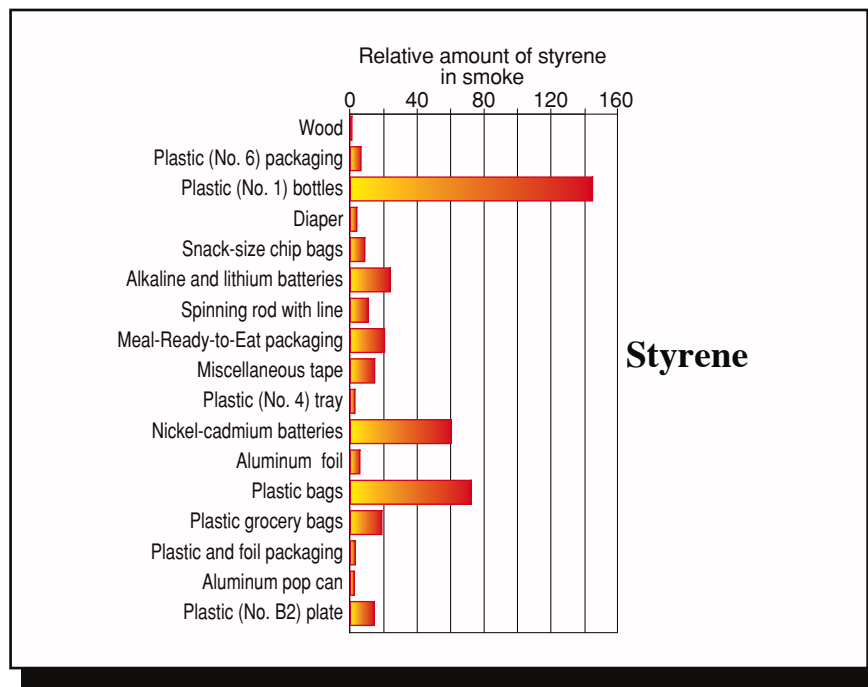 Relative amount of styrene
in smoke
0 40 80 120 160
Wood
Plastic (No. 6) packaging
Plastic (No. 1) bottles
Diaper
Snack-size chip bags
Alkaline and lithium batteries
Spinning rod with line
Meal-Ready-to-Eat packaging
Styrene
Miscellaneous tape
Plastic (No. 4) tray
Nickel-cadmium batteries
Aluminum foil
Plastic bags
Plastic grocery bags
Plastic and foil packaging
Aluminum pop can
Plastic (No. B2) plate